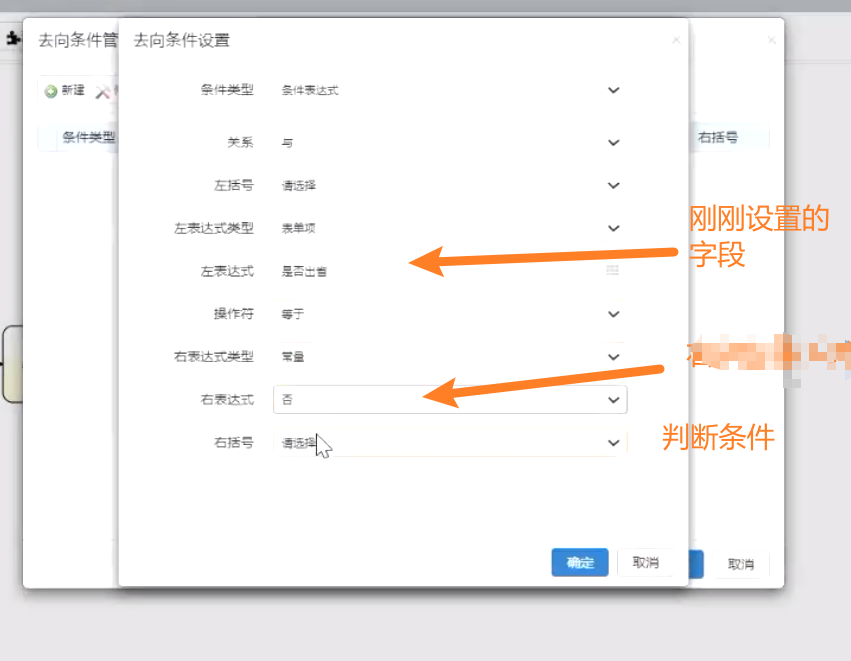 去向条件管
去向条件设置
新建
条件类型
右括号
条件类型 条件表达式
关系 与
左括号 请选择
左表达式类型 表单项
左表达式 是否出省
操作符 等于
右表达式类型 常量
右表达式 否
右括号 请选择
刚刚设置的
字段
判断条件
确定 取消
取消